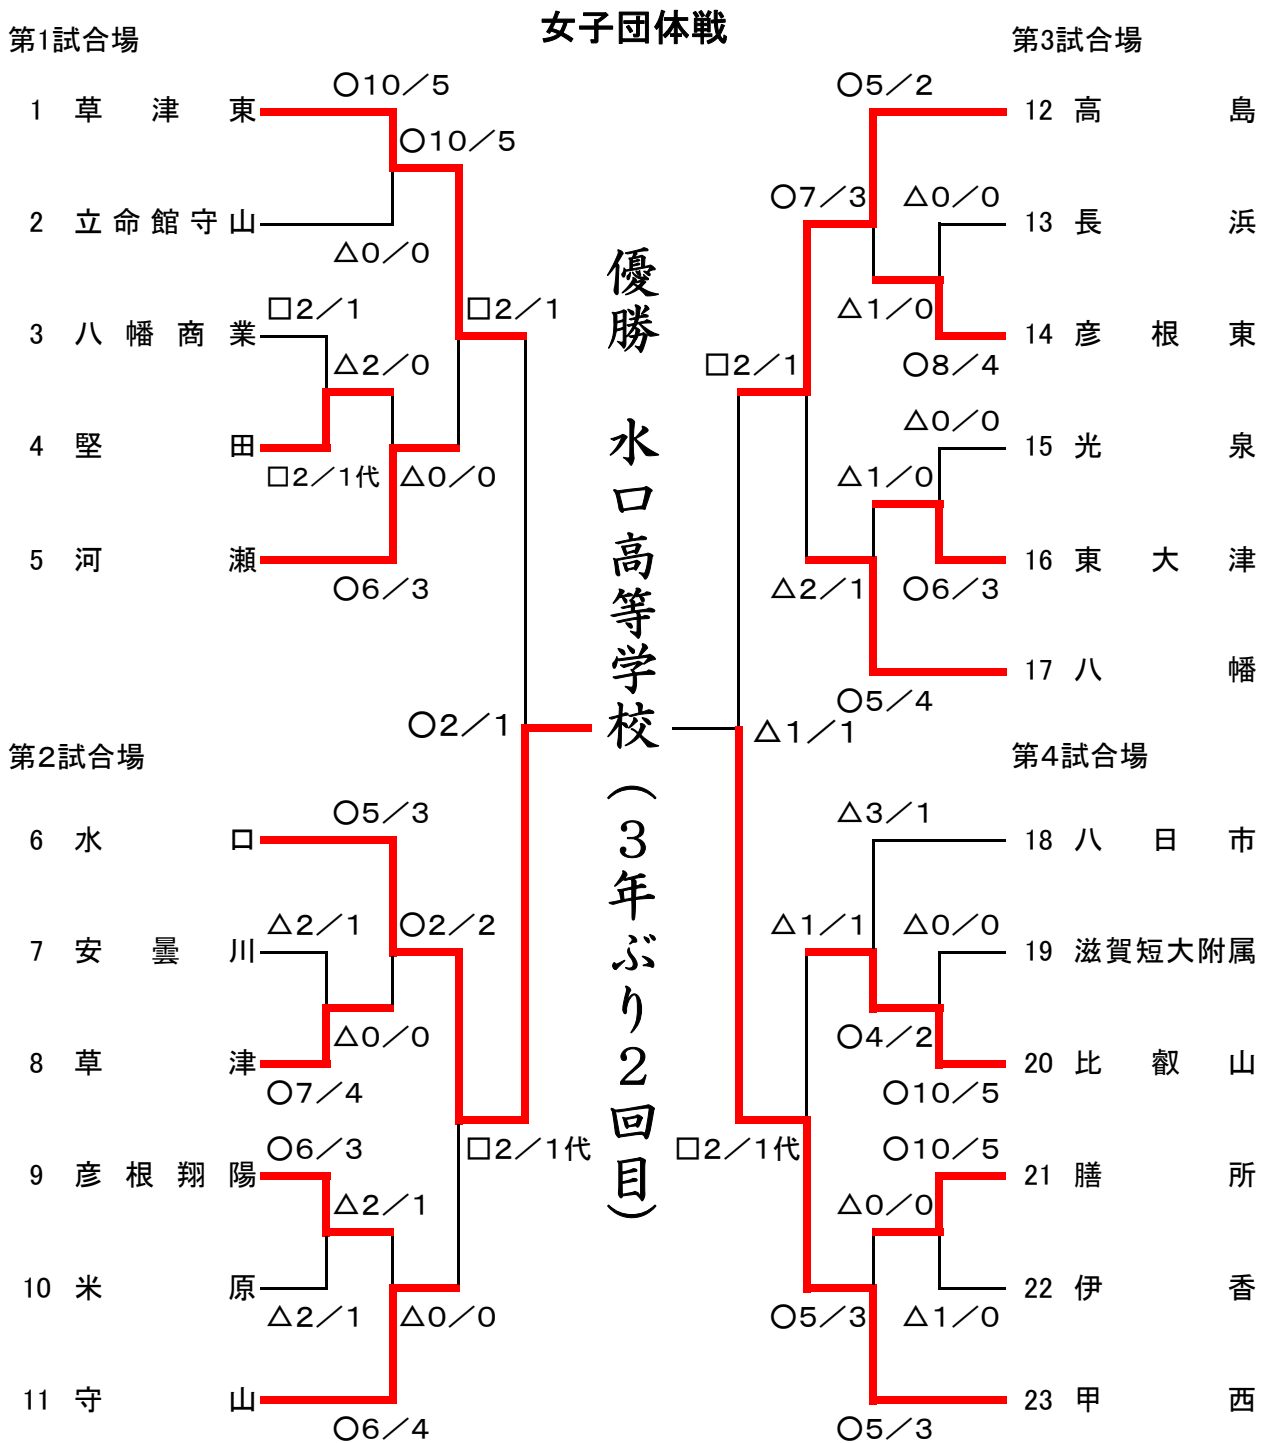 女子団体戦
第1試合場
○10／5
1 草津東
○10／5
2 立命館守山
△0／0
□2／1
□2／1
3 八幡商業
△2／0
4 堅田
□2／1代
△0／0
5 河瀬
○6／3
○2／1
第2試合場
○5／3
6 水口
△2／1
○2／2
7 安曇川
△0／0
8 草津
○7／4
□2／1代
○6／3
9 彦根翔陽
△2／1
10 米原
△2／1
△0／0
11 守山
○6／4
優勝 水口高等学校（3年ぶり2回目）
第3試合場
○5／2
12 高島
○7／3
△0／0
13 長浜
△1／0
14 彦根東
□2／1
○8／4
△0／0
15 光泉
△1／0
16 東大津
△2／1
○6／3
17 八幡
○5／4
△1／1
第4試合場
△3／1
18 八日市
△1／1
△0／0
19 滋賀短大附属
○4／2
20 比叡山
○10／5
□2／1代
○10／5
21 膳所
△0／0
22 伊香
○5／3
△1／0
23 甲西
○5／3